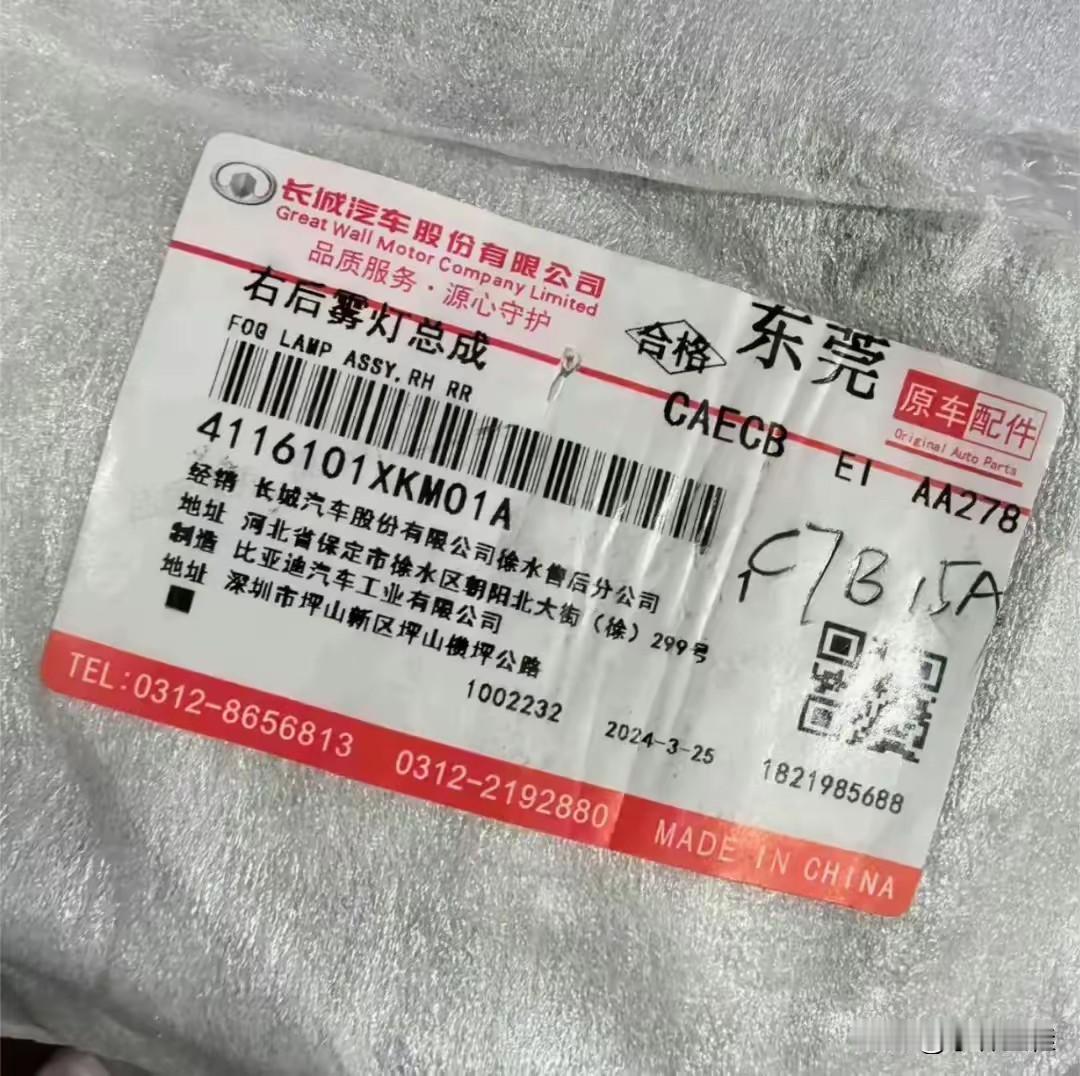 长城汽车股份有限公司
Great Wall Motor Company Limited
品质服务·源心守护
右后雾灯总成
FOG LAMP ASSY,RH RR
合格
东莞
原车配件
Original Auto Parts
CAECB EI AA278
4116101XKM01A
C7B 15A
经销 长城汽车股份有限公司徐水售后分公司
地址 河北省保定市徐水区朝阳北大街(徐)299号
制造 比亚迪汽车工业有限公司
地址 深圳市坪山新区坪山横坪公路
1002232 2024-3-25 1821985688
TEL:0312-8656813 0312-2192880 MADE IN CHINA